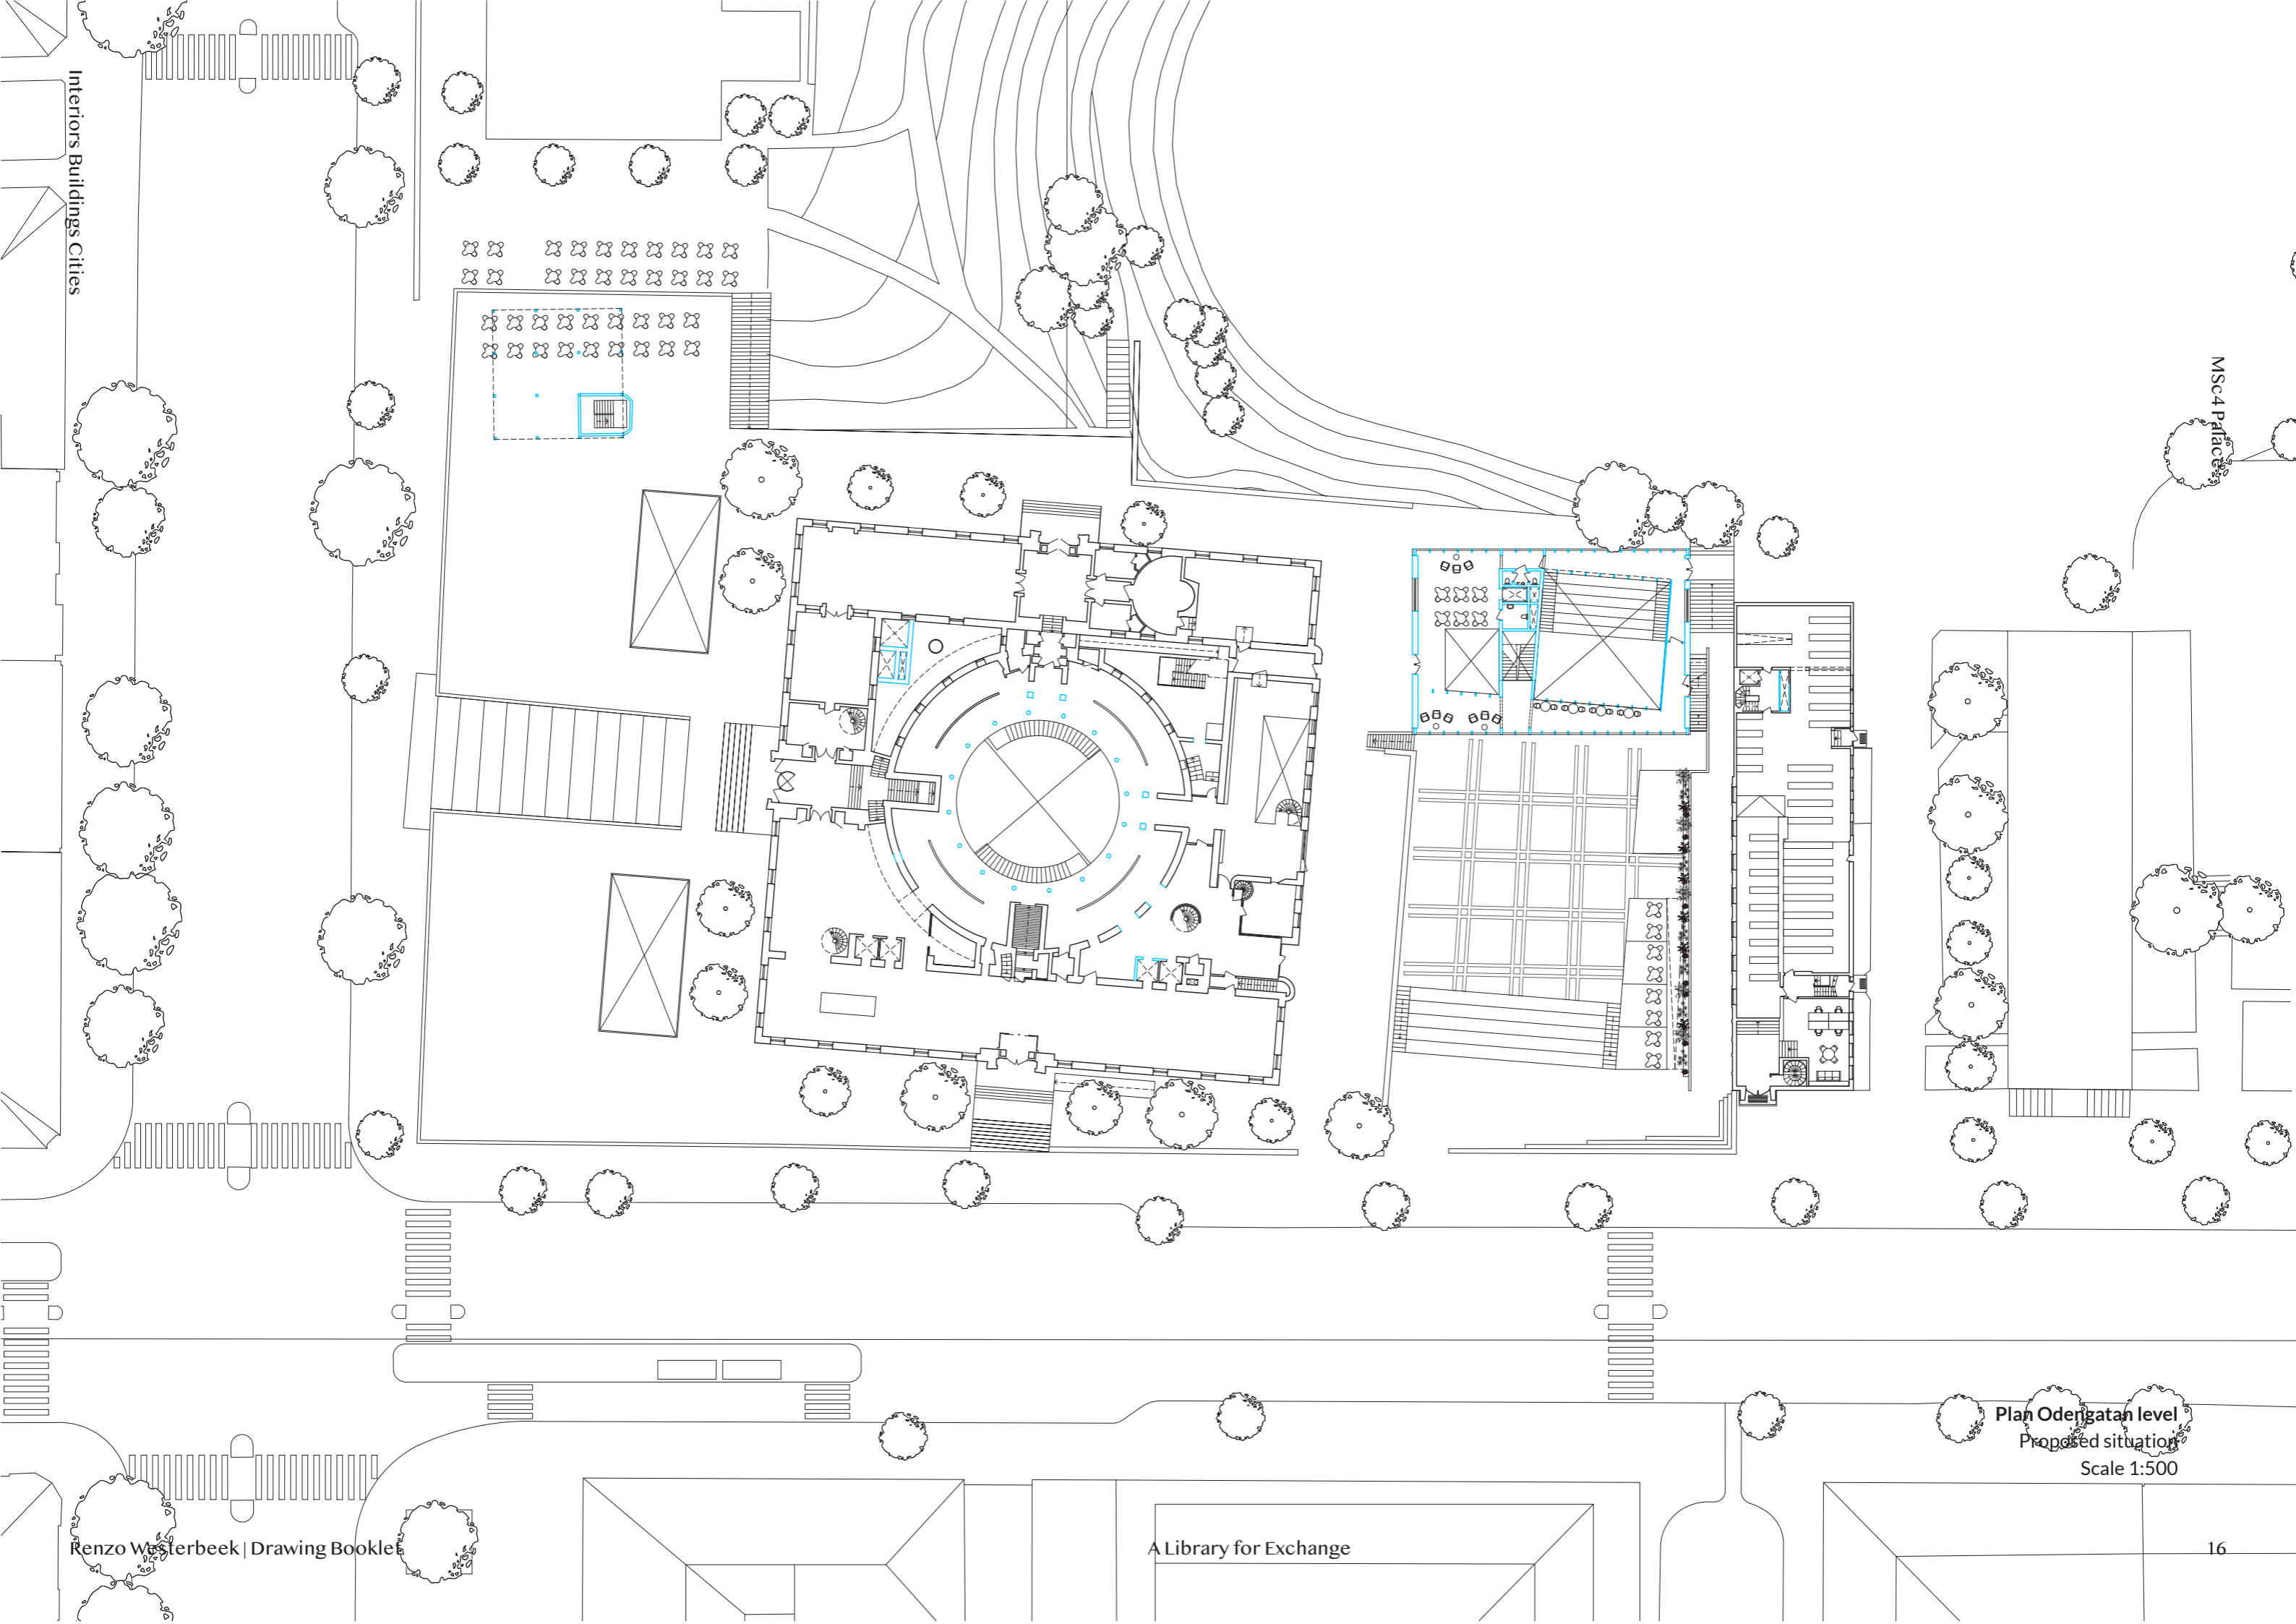 Interiors Buildings Cities
MSc4 Palace
Plan Odengatan level
Proposed situation
Scale 1:500
Renzo Westerbeek | Drawing Booklet
A Library for Exchange
16